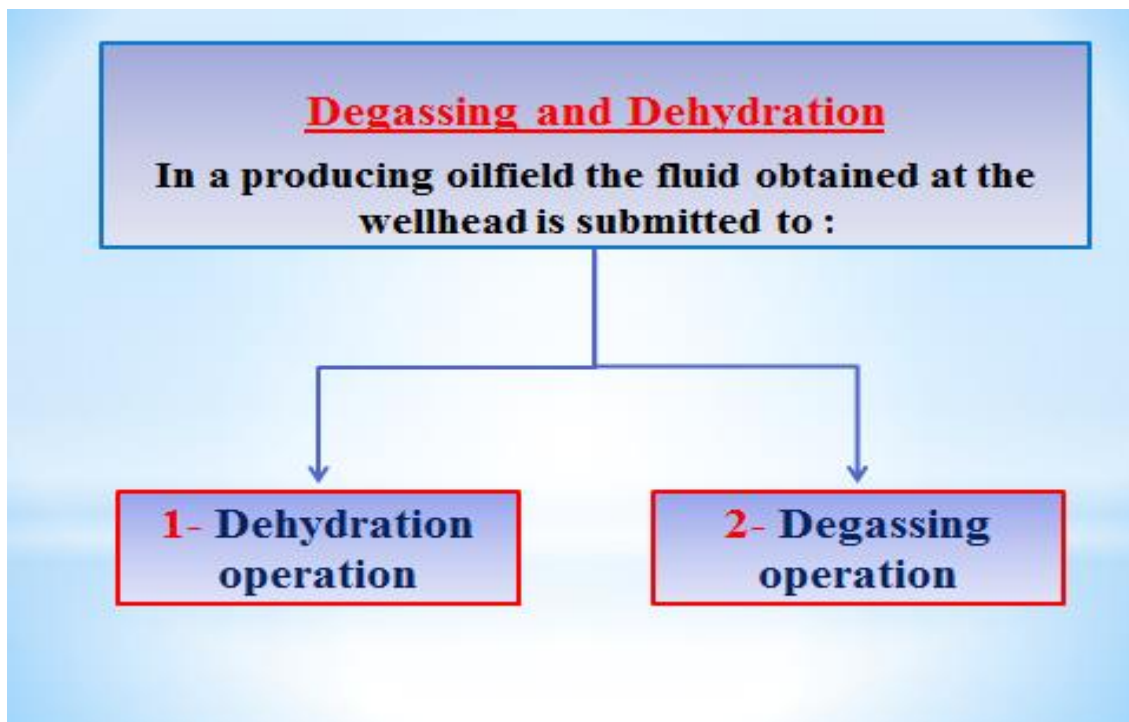 Degassing and Dehydration
In a producing oilfield the fluid obtained at the
wellhead is submitted to :
1- Dehydration
operation
2- Degassing
operation